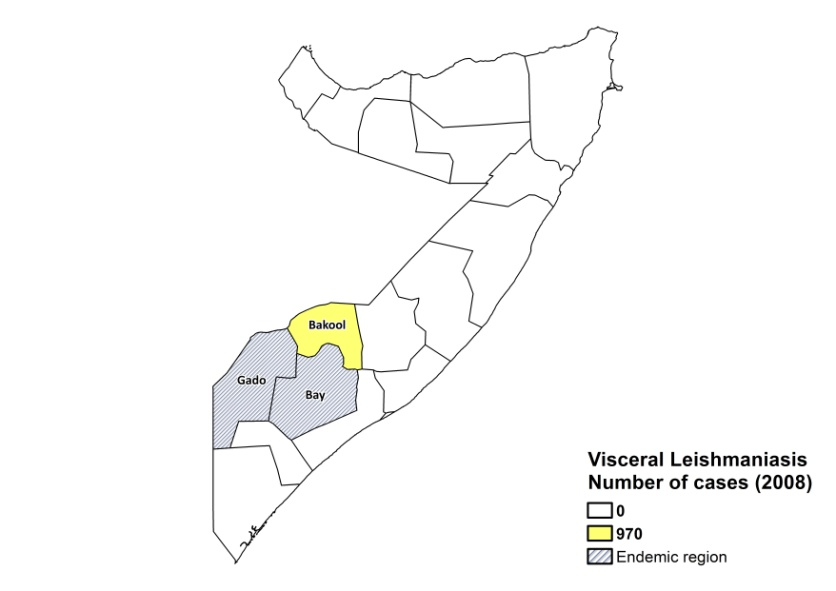 Bakool
Gado
Bay
Visceral Leishmaniasis
Number of cases (2008)
0
970
Endemic region